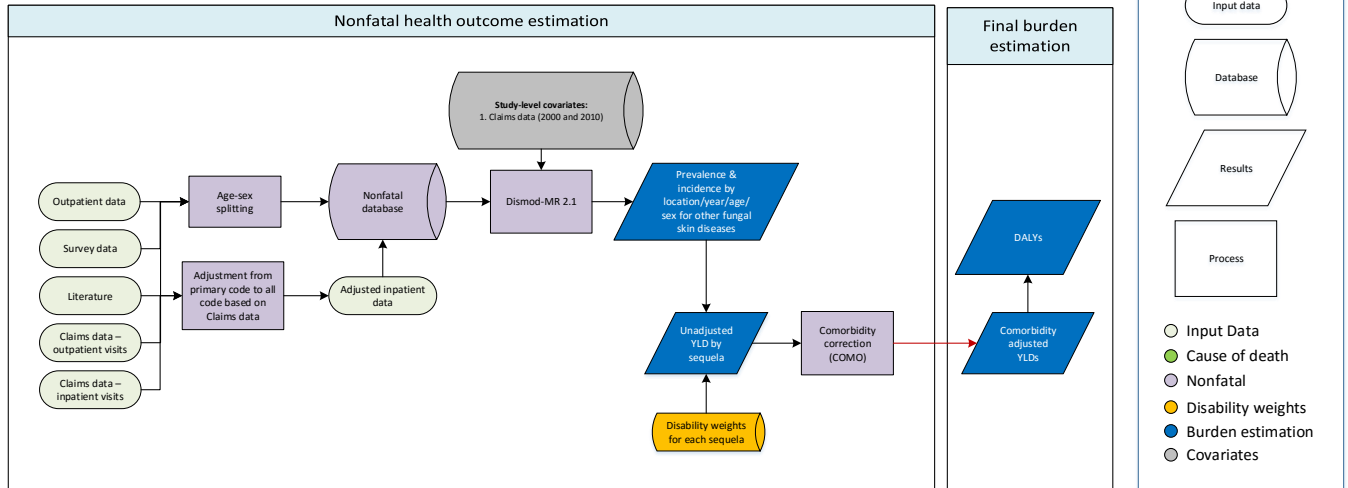 Nonfatal health outcome estimation
Final burden
estimation
Study-level covariates:
1. Claims data (2000 and 2010)
Outpatient data
Survey data
Literature
Claims data –
outpatient visits
Claims data –
inpatient visits
Age-sex
splitting
Adjustment from
primary code to all
code based on
Claims data
Nonfatal
database
Adjusted inpatient
data
Dismod-MR 2.1
Prevalence &
incidence by
location/year/age/
sex for other fungal
skin diseases
Unadjusted
YLD by
sequela
Disability weights
for each sequela
Comorbidity
correction
(COMO)
DALYs
Comorbidity
adjusted
YLDs
Input data
Database
Results
Process
Input Data
Cause of death
Nonfatal
Disability weights
Burden estimation
Covariates